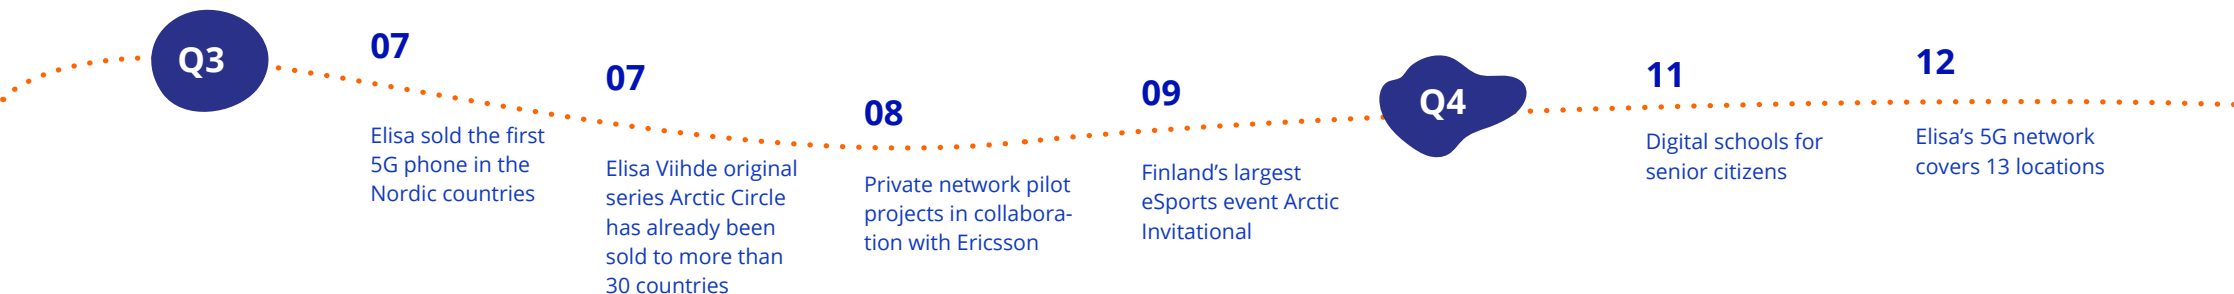 Q3
07
Elisa sold the first
5G phone in the
Nordic countries
07
Elisa Viihde original
series Arctic Circle
has already been
sold to more than
30 countries
08
Private network pilot
projects in collabora-
tion with Ericsson
09
Finland’s largest
eSports event Arctic
Invitational
Q4
11
Digital schools for
senior citizens
12
Elisa’s 5G network
covers 13 locations